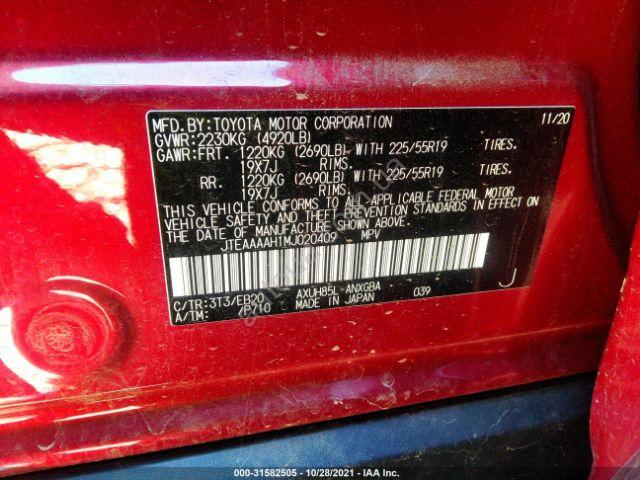 MFD.BY:TOYOTA MOTOR CORPORATION 11/20
GVWR:2230KG (4920LB)
GAWR:FRT. 1220KG (2690LB) WITH 225/55R19 TIRES.
19X7J RIMS.
RR. 1220KG (2690LB) WITH 225/55R19 TIRES.
19X7J RIMS.
THIS VEHICLE CONFORMS TO ALL APPLICABLE FEDERAL MOTOR
VEHICLE SAFETY AND THEFT PREVENTION STANDARDS IN EFFECT
ON THE DATE OF MANUFACTURE SHOWN ABOVE.
JTEAAAAH1MJ020409 MPV
J
C/TR:3T3/EB20 AXUH85L-ANXGBA 039
A/TM: /P710 MADE IN JAPAN
000-31582505 - 10/28/2021 - IAA Inc.